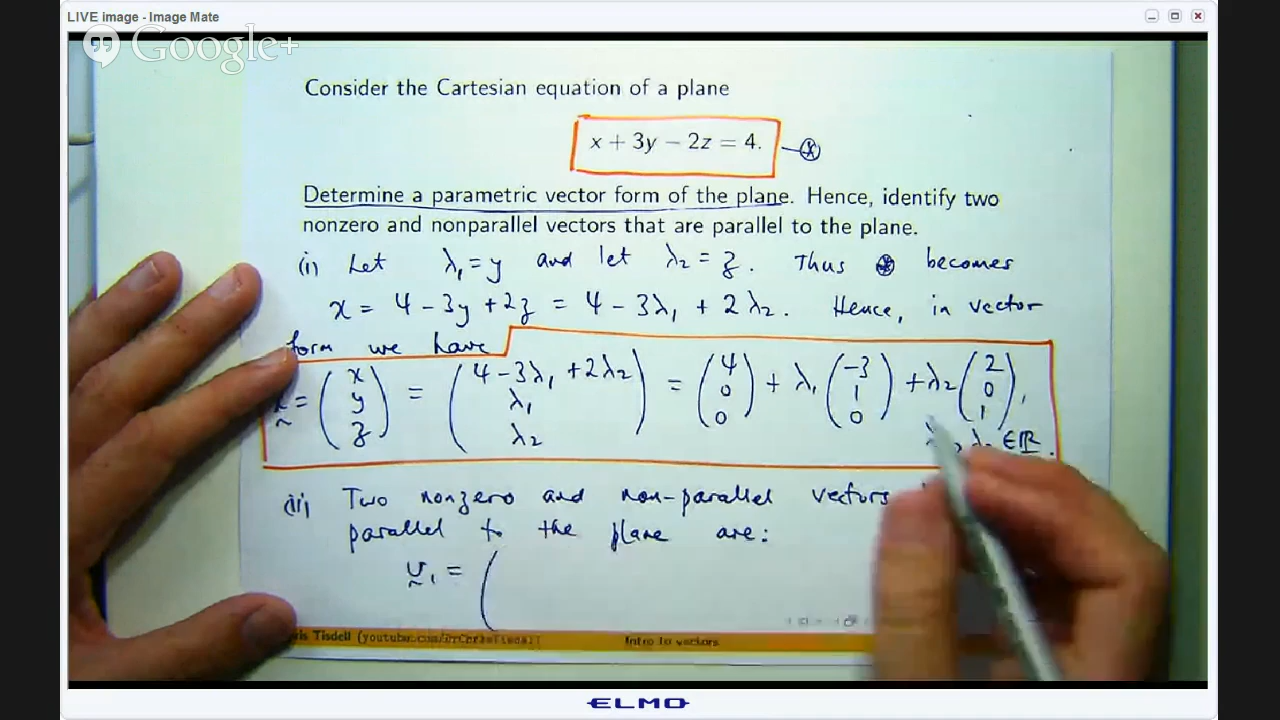 LIVE image - Image Mate
Google+
Consider the Cartesian equation of a plane
x + 3y − 2z = 4. —⊛
Determine a parametric vector form of the plane. Hence, identify two
nonzero and nonparallel vectors that are parallel to the plane.
(i) Let λ₁ = y and let λ₂ = z. Thus ⊛ becomes
x = 4 − 3y + 2z = 4 − 3λ₁ + 2λ₂. Hence, in vector
form we have
= (x y z) = (4 − 3λ₁ + 2λ₂ λ₁ λ₂) = (4 0 0) + λ₁ (−3 1 0) + λ₂ (2 0 1),
∈ ℝ.
(ii) Two nonzero and non-parallel vectors
parallel to the plane are:
v₁ = (
Tisdell (youtube.com/DrChrisTisdell) Intro to vectors
ELMO